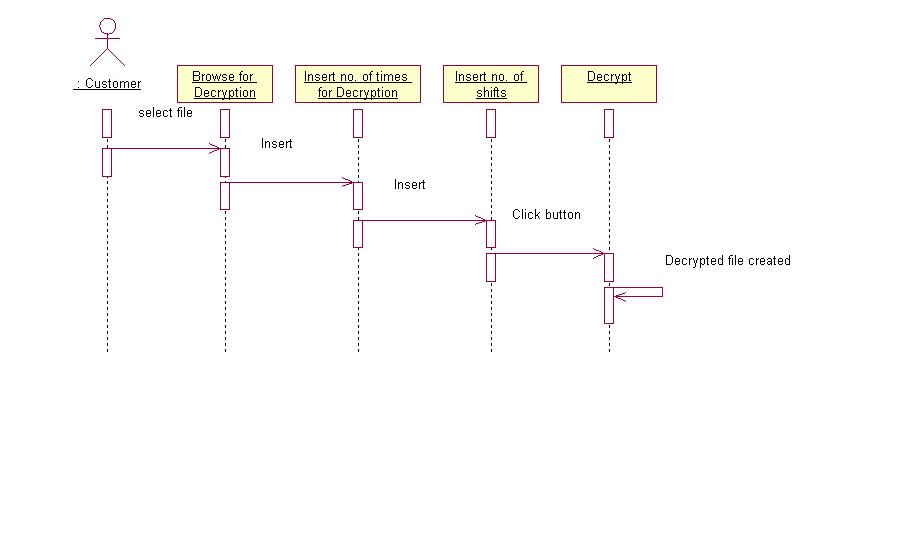 : Customer
Browse for
Decryption
Insert no. of times
for Decryption
Insert no. of
shifts
Decrypt
select file
Insert
Insert
Click button
Decrypted file created